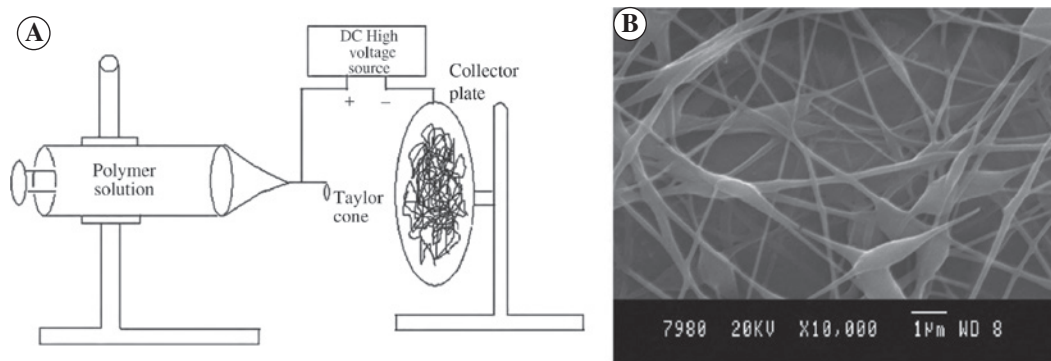 A
DC High
voltage
source
+ −
Collector
plate
Polymer
solution
Taylor
cone
B
7980 20KV X10,000 1µm WD 8